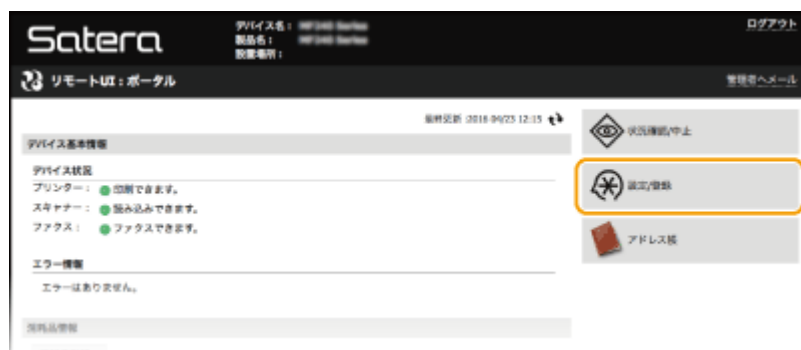 Satera
デバイス名：
製品名：
設置場所：
ログアウト
リモートUI：ポータル
管理者へメール
最終更新 :2018 04/23 12:15
デバイス基本情報
デバイス状況
プリンター： 印刷できます。
スキャナー： 読み込みできます。
ファクス： ファクスできます。
エラー情報
エラーはありません。
消耗品情報
状況確認/中止
設定/登録
アドレス帳